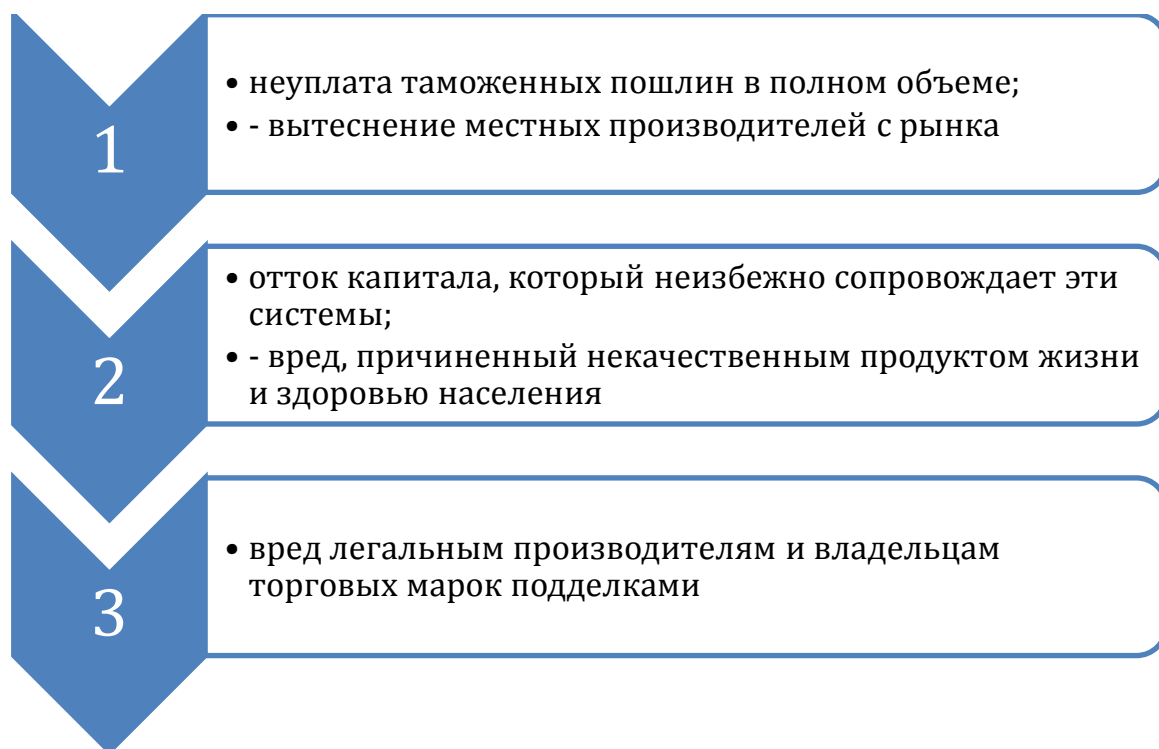 1
• неуплата таможенных пошлин в полном объеме;
• - вытеснение местных производителей с рынка
2
• отток капитала, который неизбежно сопровождает эти
системы;
• - вред, причиненный некачественным продуктом жизни
и здоровью населения
3
• вред легальным производителям и владельцам
торговых марок подделками